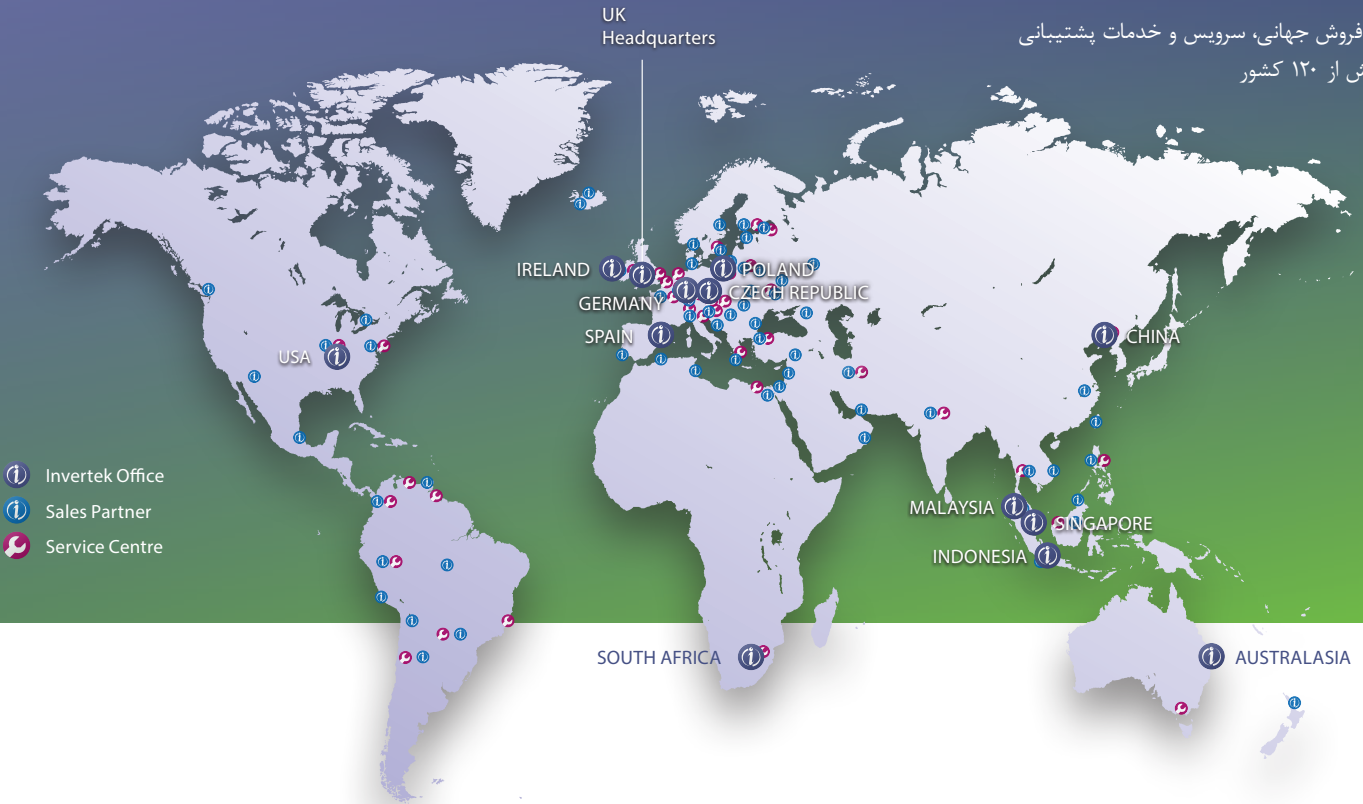 UK
Headquarters
فروش جهانی، سرویس و خدمات پشتیبانی
از ۱۲۰ کشور
IRELAND
POLAND
GERMANY
CZECH REPUBLIC
SPAIN
CHINA
USA
Invertek Office
Sales Partner
Service Centre
MALAYSIA
SINGAPORE
INDONESIA
SOUTH AFRICA
AUSTRALASIA